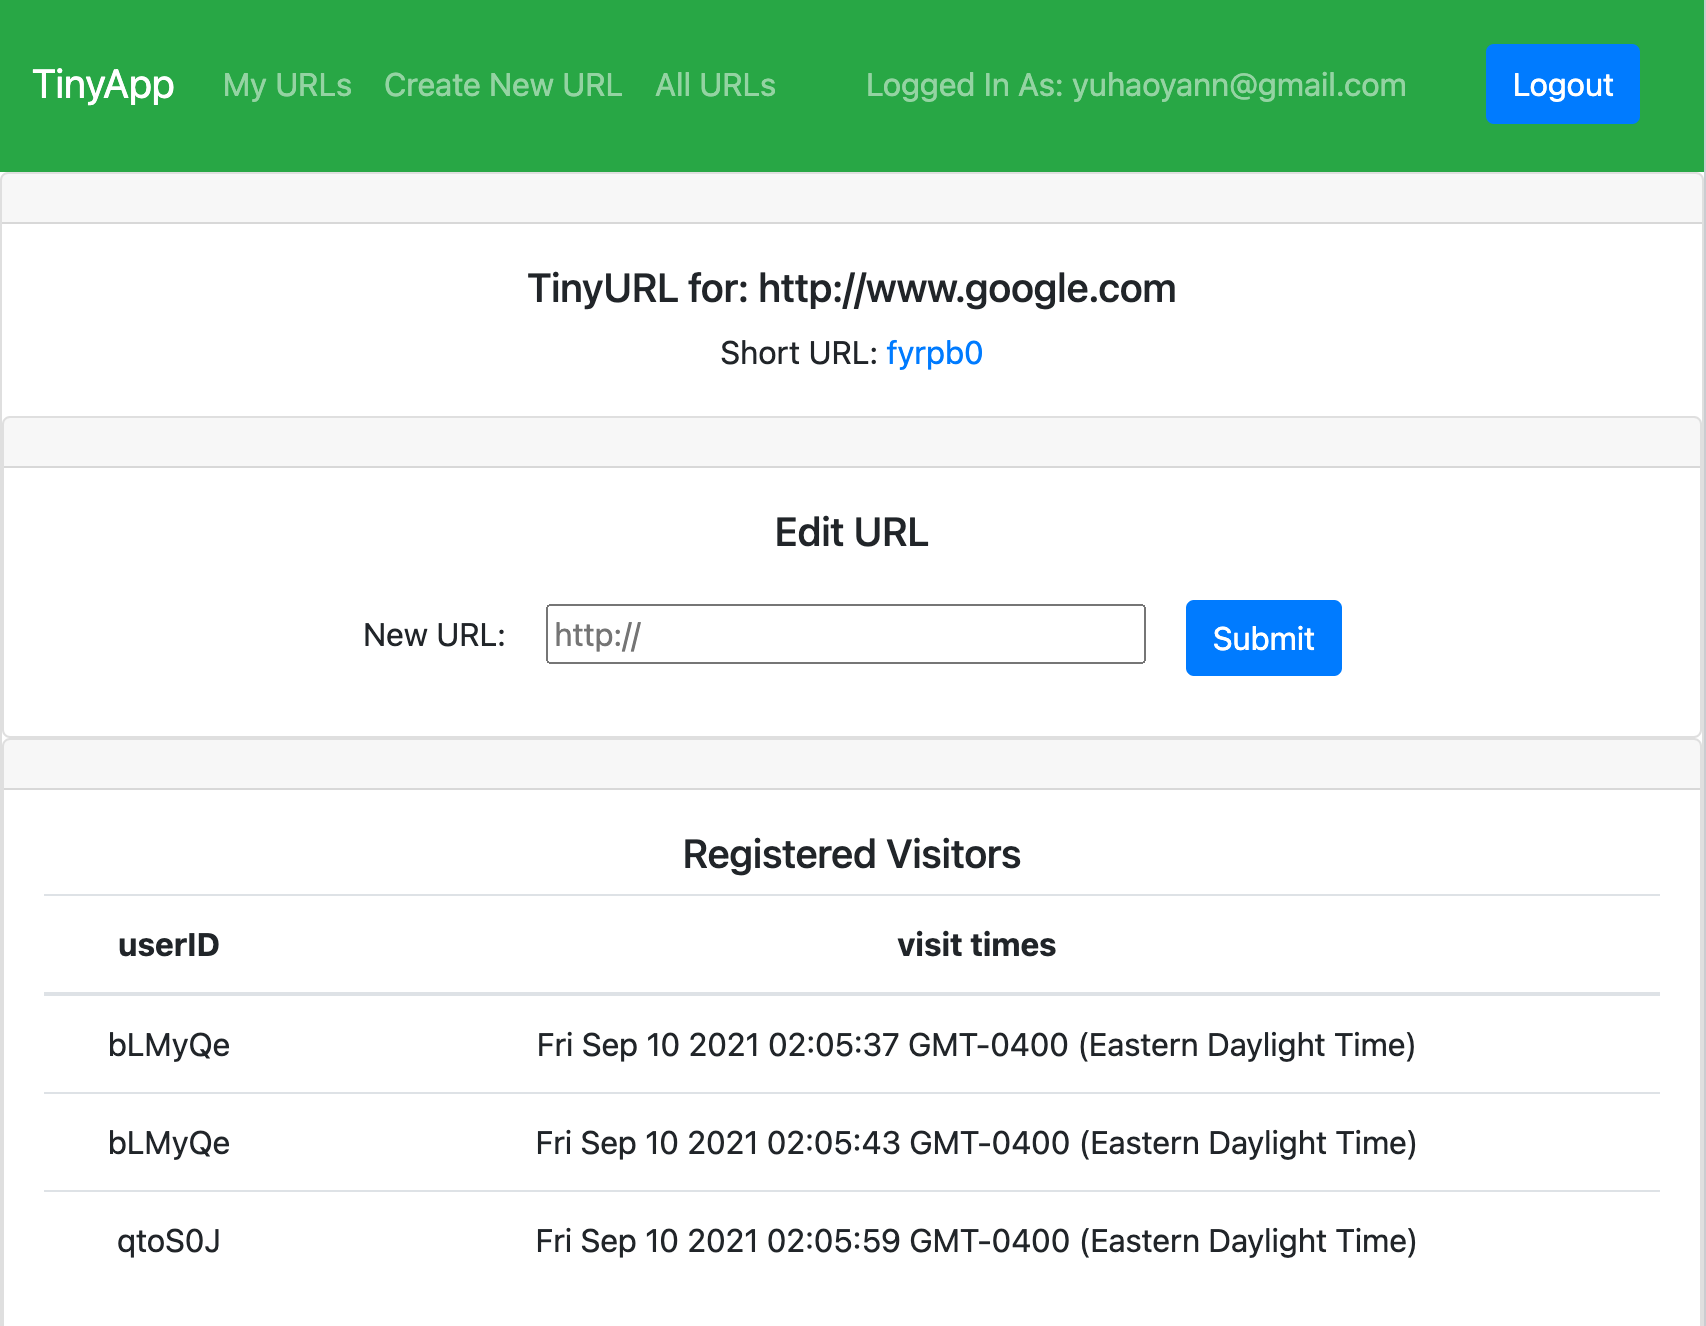 TinyApp My URLs Create New URL All URLs Logged In As: yuhaoyann@gmail.com Logout
TinyURL for: http://www.google.com
Short URL: fyrpb0
Edit URL
New URL: http:// Submit
Registered Visitors
userID visit times
bLMyQe Fri Sep 10 2021 02:05:37 GMT-0400 (Eastern Daylight Time)
bLMyQe Fri Sep 10 2021 02:05:43 GMT-0400 (Eastern Daylight Time)
qtoS0J Fri Sep 10 2021 02:05:59 GMT-0400 (Eastern Daylight Time)